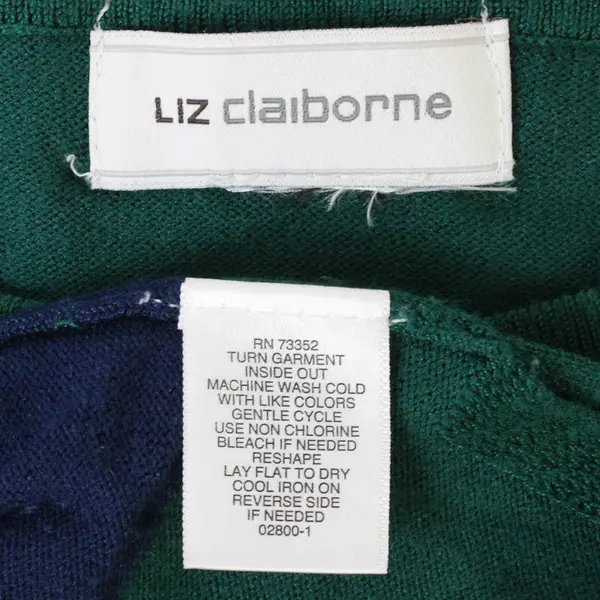 LIZ claiborne
RN 73352
TURN GARMENT
INSIDE OUT
MACHINE WASH COLD
WITH LIKE COLORS
GENTLE CYCLE
USE NON CHLORINE
BLEACH IF NEEDED
RESHAPE
LAY FLAT TO DRY
COOL IRON ON
REVERSE SIDE
IF NEEDED
02800-1